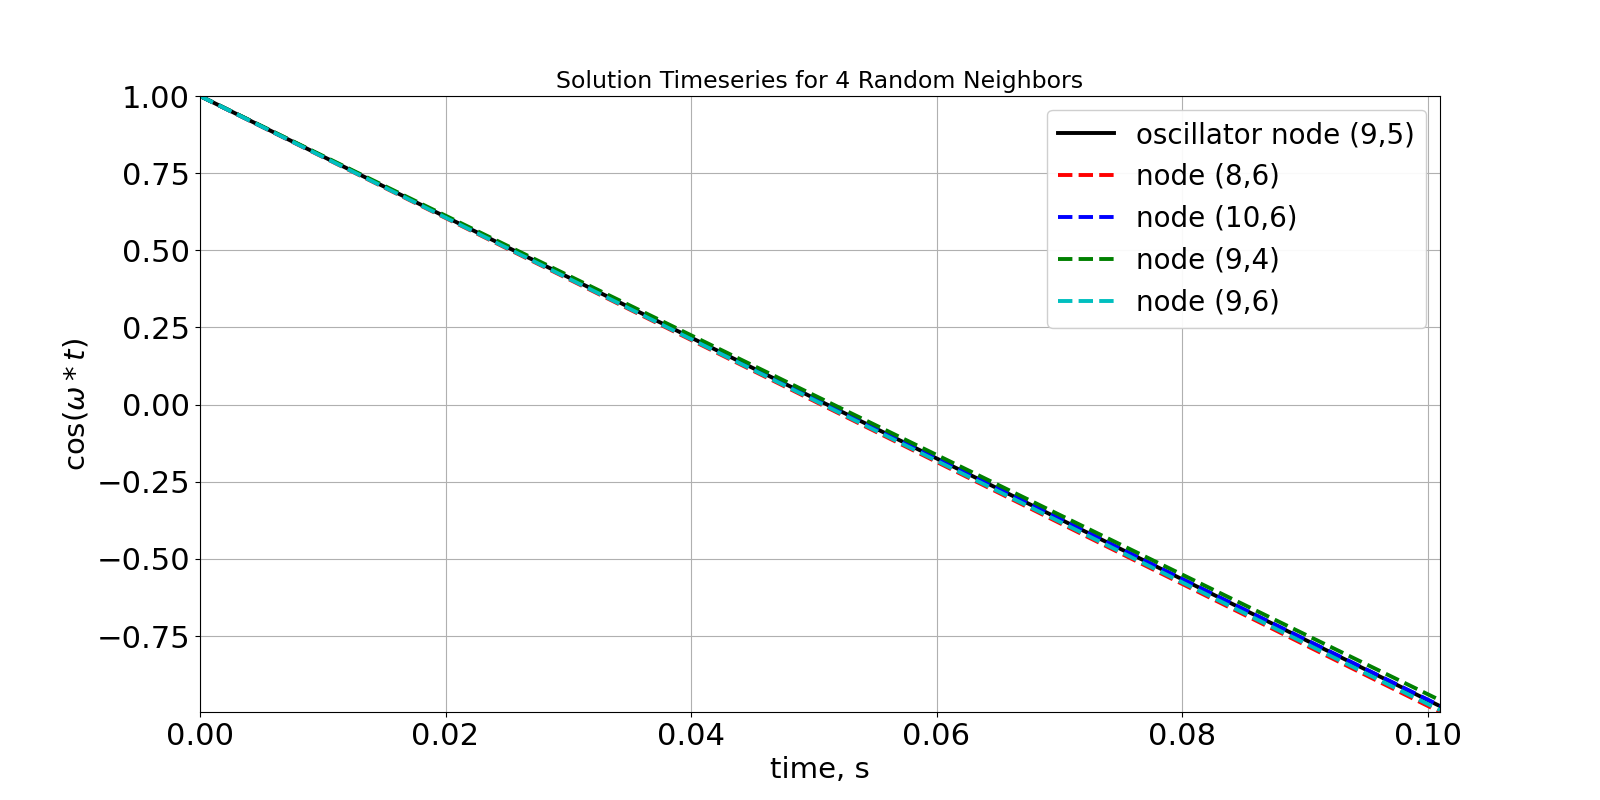 Solution Timeseries for 4 Random Neighbors
1.00
0.75
0.50
0.25
0.00
−0.25
−0.50
−0.75
cos(ω * t)
oscillator node (9,5)
node (8,6)
node (10,6)
node (9,4)
node (9,6)
0.00 0.02 0.04 0.06 0.08 0.10
time, s